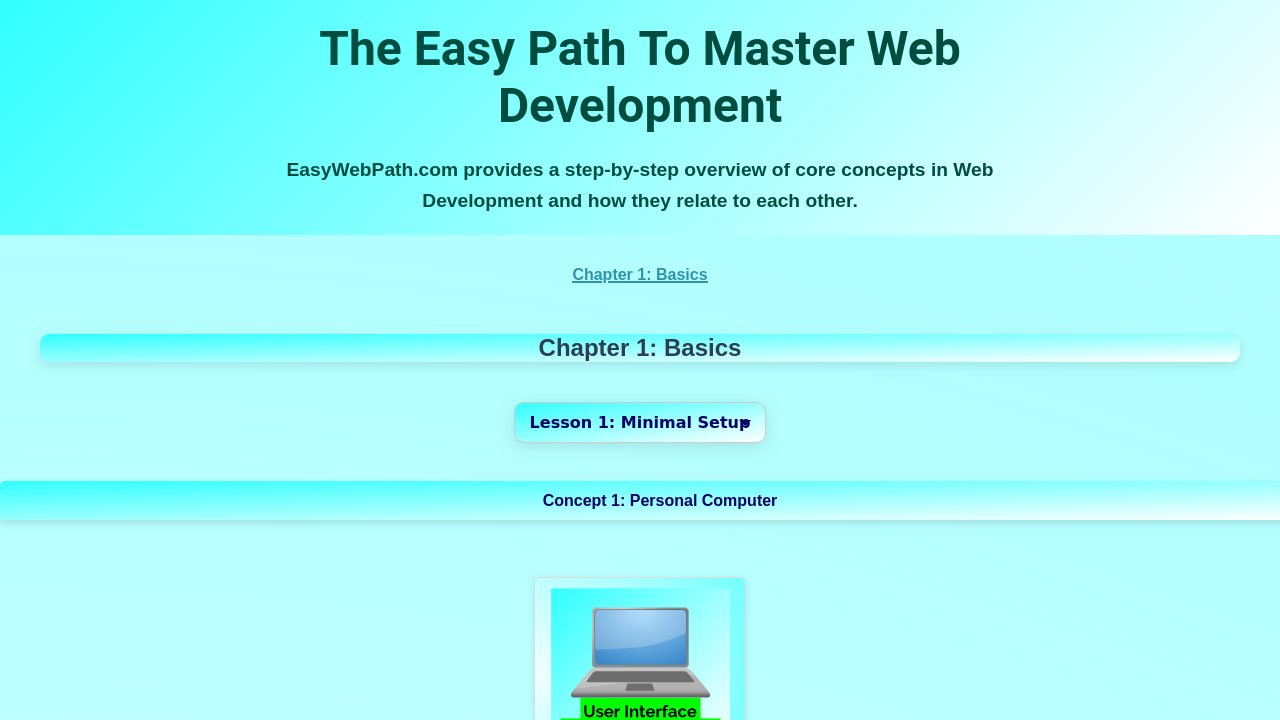 The Easy Path To Master Web
Development
EasyWebPath.com provides a step-by-step overview of core concepts in Web
Development and how they relate to each other.
Chapter 1: Basics
Chapter 1: Basics
Lesson 1: Minimal Setup
Concept 1: Personal Computer
User Interface